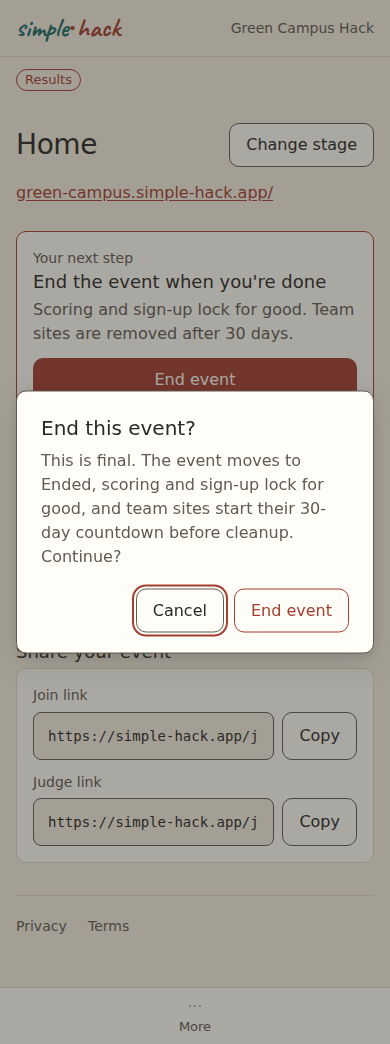 simple·hack
Green Campus Hack
Results
Home
Change stage
green-campus.simple-hack.app/
Your next step
End the event when you're done
Scoring and sign-up lock for good. Team
sites are removed after 30 days.
End event
End this event?
This is final. The event moves to
Ended, scoring and sign-up lock for
good, and team sites start their 30-
day countdown before cleanup.
Continue?
Cancel
End event
Share your event
Join link
https://simple-hack.app/j
Copy
Judge link
https://simple-hack.app/j
Copy
Privacy
Terms
...
More